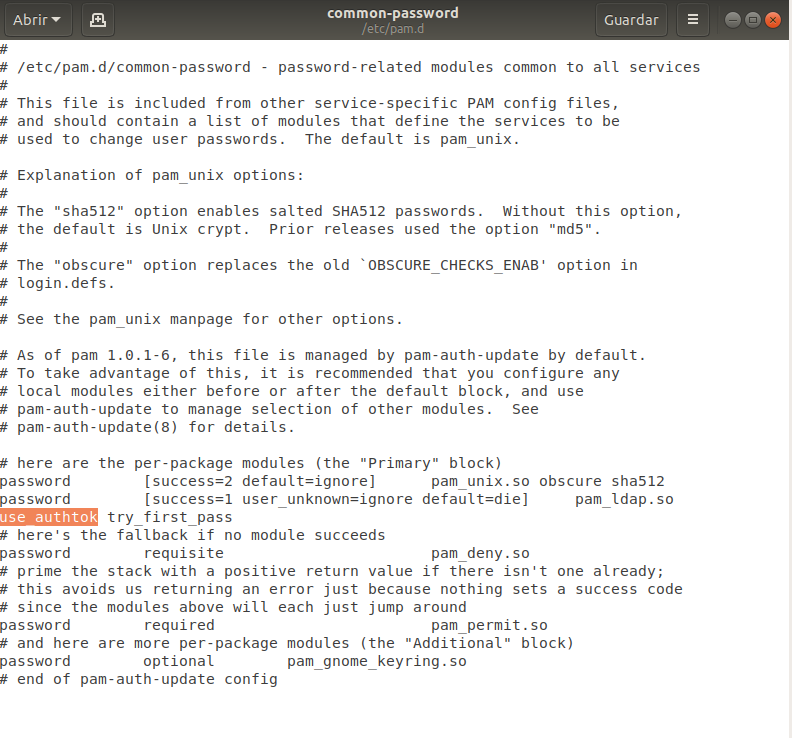 Abrir
common-password
/etc/pam.d
Guardar
#
# /etc/pam.d/common-password - password-related modules common to all services
#
# This file is included from other service-specific PAM config files,
# and should contain a list of modules that define the services to be
# used to change user passwords.  The default is pam_unix.

# Explanation of pam_unix options:
#
# The "sha512" option enables salted SHA512 passwords.  Without this option,
# the default is Unix crypt.  Prior releases used the option "md5".
#
# The "obscure" option replaces the old `OBSCURE_CHECKS_ENAB' option in
# login.defs.
#
# See the pam_unix manpage for other options.

# As of pam 1.0.1-6, this file is managed by pam-auth-update by default.
# To take advantage of this, it is recommended that you configure any
# local modules either before or after the default block, and use
# pam-auth-update to manage selection of other modules.  See
# pam-auth-update(8) for details.

# here are the per-package modules (the "Primary" block)
password        [success=2 default=ignore]      pam_unix.so obscure sha512
password        [success=1 user_unknown=ignore default=die]     pam_ldap.so
use_authtok try_first_pass
# here's the fallback if no module succeeds
password        requisite                       pam_deny.so
# prime the stack with a positive return value if there isn't one already;
# this avoids us returning an error just because nothing sets a success code
# since the modules above will each just jump around
password        required                        pam_permit.so
# and here are more per-package modules (the "Additional" block)
password        optional        pam_gnome_keyring.so
# end of pam-auth-update config